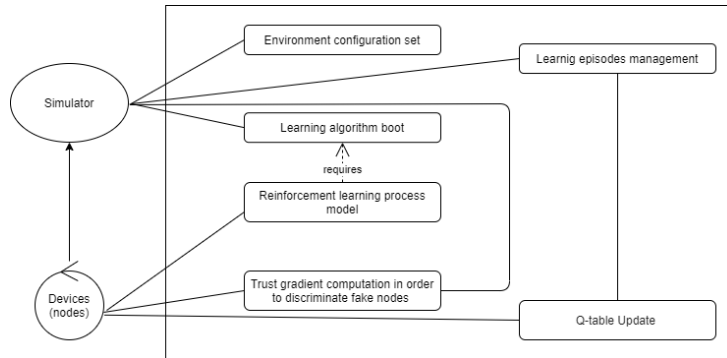 Environment configuration set
Learnig episodes management
Simulator
Learning algorithm boot
requires
Reinforcement learning process
model
Trust gradient computation in order
to discriminate fake nodes
Devices
(nodes)
Q-table Update